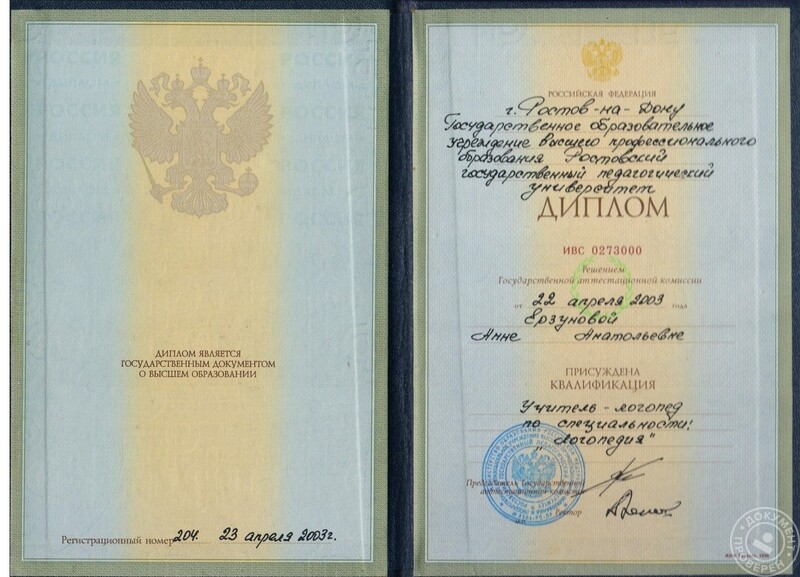 ДИПЛОМ ЯВЛЯЕТСЯ
ГОСУДАРСТВЕННЫМ ДОКУМЕНТОМ
О ВЫСШЕМ ОБРАЗОВАНИИ
Регистрационный номер 204. 23 апреля 2003г.
РОССИЙСКАЯ ФЕДЕРАЦИЯ
г. Ростов-на-Дону
Государственное образовательное
учреждение высшего профессионального
образования Ростовский
государственный педагогический
университет
ДИПЛОМ
ИВС 0273000
Решением
Государственной аттестационной комиссии
от 22 апреля 2003 года
Ерзуновой
Анне Анатольевне
ПРИСУЖДЕНА
КВАЛИФИКАЦИЯ
Учитель-логопед
по специальности:
"Логопедия"
Председатель Государственной
аттестационной комиссии
Ректор
ДОКУМЕНТ ПРОВЕРЕН